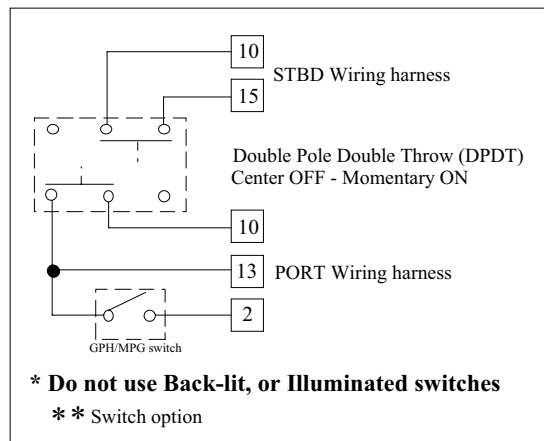 10
STBD Wiring harness
15
Double Pole Double Throw (DPDT)
Center OFF - Momentary ON
10
13 PORT Wiring harness
2
GPH/MPG switch
* Do not use Back-lit, or Illuminated switches
* * Switch option